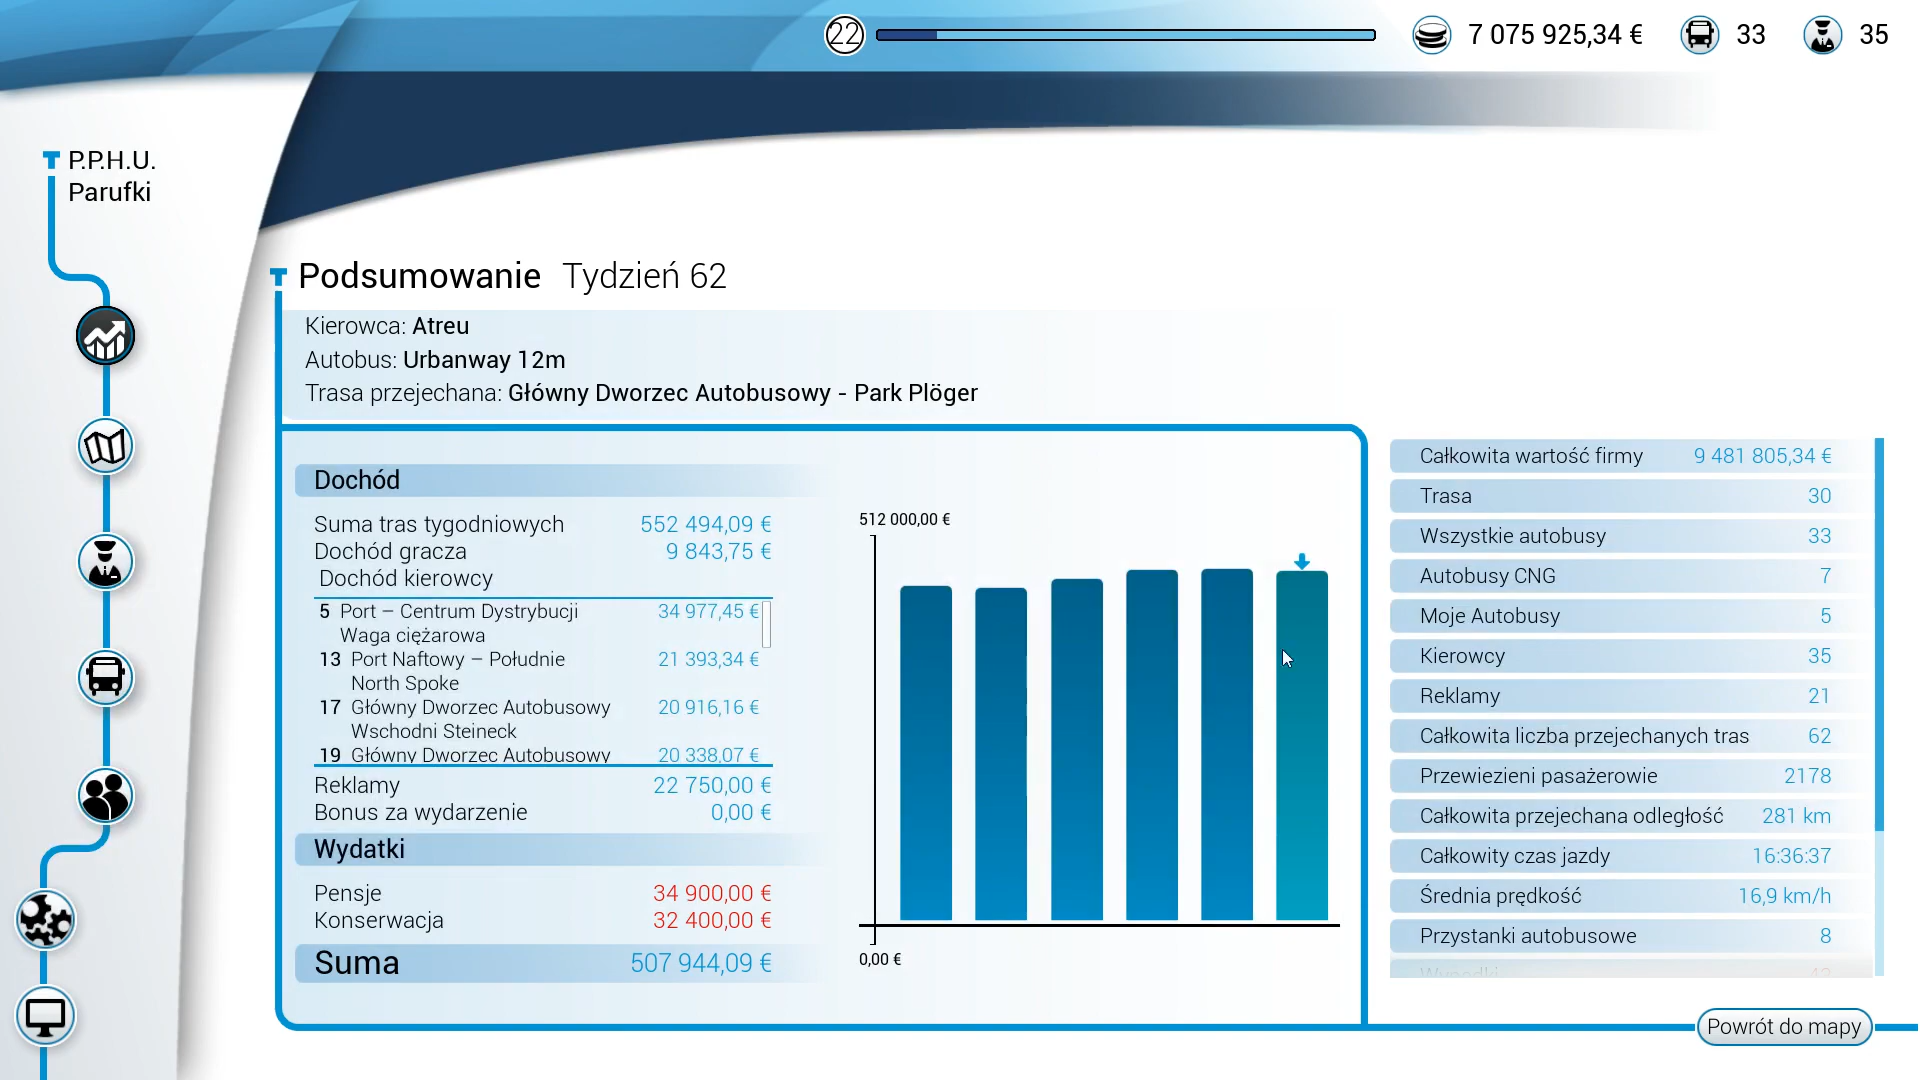 22
7 075 925,34 €
33
35
P.P.H.U.
Parufki
Podsumowanie Tydzień 62
Kierowca: Atreu
Autobus: Urbanway 12m
Trasa przejechana: Główny Dworzec Autobusowy - Park Plöger
Dochód
Suma tras tygodniowych 552 494,09 €
Dochód gracza 9 843,75 €
Dochód kierowcy
5 Port – Centrum Dystrybucji 34 977,45 €
Waga ciężarowa
13 Port Naftowy – Południe 21 393,34 €
North Spoke
17 Główny Dworzec Autobusowy 20 916,16 €
Wschodni Steineck
19 Główny Dworzec Autobusowy 20 338,07 €
Reklamy 22 750,00 €
Bonus za wydarzenie 0,00 €
Wydatki
Pensje 34 900,00 €
Konserwacja 32 400,00 €
Suma 507 944,09 €
512 000,00 €
0,00 €
Całkowita wartość firmy 9 481 805,34 €
Trasa 30
Wszystkie autobusy 33
Autobusy CNG 7
Moje Autobusy 5
Kierowcy 35
Reklamy 21
Całkowita liczba przejechanych tras 62
Przewiezieni pasażerowie 2178
Całkowita przejechana odległość 281 km
Całkowity czas jazdy 16:36:37
Średnia prędkość 16,9 km/h
Przystanki autobusowe 8
Powrót do mapy